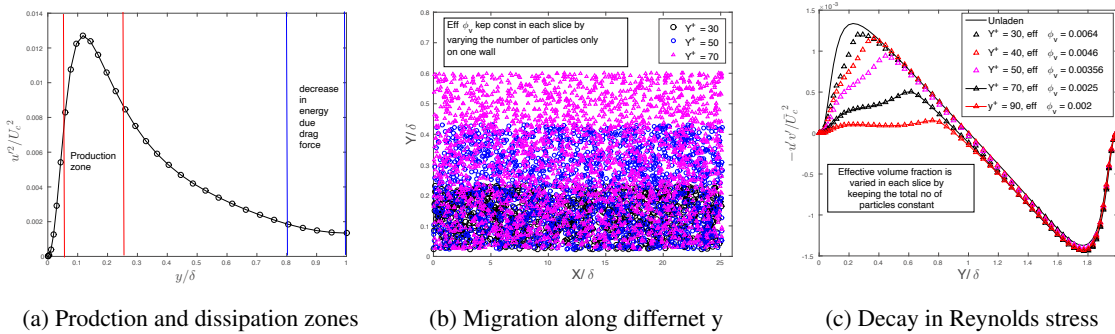 0.014
0.012
0.01
0.008
0.006
0.004
0.002
0
0 0.1 0.2 0.3 0.4 0.5 0.6 0.7 0.8 0.9 1
u'²/U_c²
y/δ
Production
zone
decrease
in
energy
due
drag
force
(a) Prodction and dissipation zones
Eff ϕ_v kep const in each slice by
varying the number of particles only
on one wall
Y⁺ = 30
Y⁺ = 50
Y⁺ = 70
0.8
0.7
0.6
0.5
0.4
0.3
0.2
0.1
0
0 5 10 15 20 25
Y/δ
X/δ
(b) Migration along differnet y
×10⁻³
1.5
1
0.5
0
-0.5
-1
-1.5
0 0.2 0.4 0.6 0.8 1 1.2 1.4 1.6 1.8 2
-u'v'/U_c²
Y/δ
Unladen
Y⁺ = 30, eff ϕ_v = 0.0064
Y⁺ = 40, eff ϕ_v = 0.0046
Y⁺ = 50, eff ϕ_v = 0.00356
Y⁺ = 70, eff ϕ_v = 0.0025
y⁺ = 90, eff ϕ_v = 0.002
Effective volume fraction is
varied in each slice by
keeping the total no of
particles constant
(c) Decay in Reynolds stress